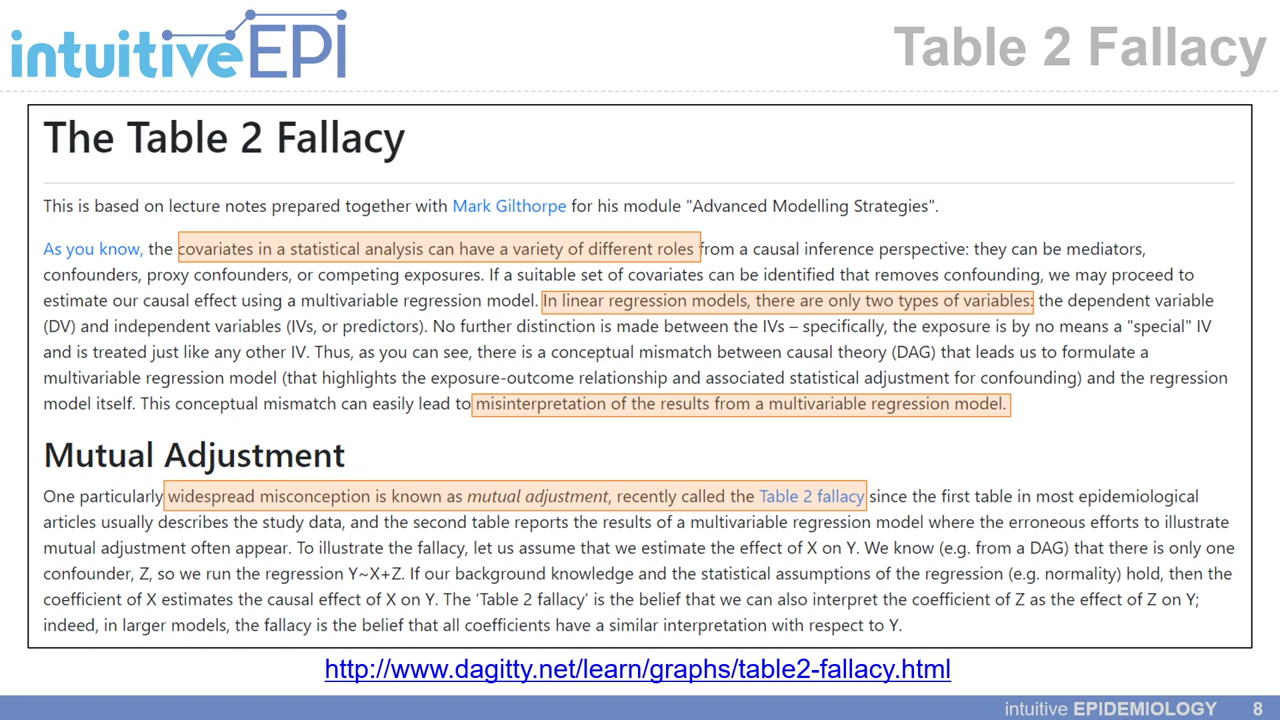 intuitiveEPI
Table 2 Fallacy
The Table 2 Fallacy
This is based on lecture notes prepared together with Mark Gilthorpe for his module "Advanced Modelling Strategies".
As you know, the covariates in a statistical analysis can have a variety of different roles from a causal inference perspective: they can be mediators,
confounders, proxy confounders, or competing exposures. If a suitable set of covariates can be identified that removes confounding, we may proceed to
estimate our causal effect using a multivariable regression model. In linear regression models, there are only two types of variables: the dependent variable
(DV) and independent variables (IVs, or predictors). No further distinction is made between the IVs – specifically, the exposure is by no means a "special" IV
and is treated just like any other IV. Thus, as you can see, there is a conceptual mismatch between causal theory (DAG) that leads us to formulate a
multivariable regression model (that highlights the exposure-outcome relationship and associated statistical adjustment for confounding) and the regression
model itself. This conceptual mismatch can easily lead to misinterpretation of the results from a multivariable regression model.
Mutual Adjustment
One particularly widespread misconception is known as mutual adjustment, recently called the Table 2 fallacy since the first table in most epidemiological
articles usually describes the study data, and the second table reports the results of a multivariable regression model where the erroneous efforts to illustrate
mutual adjustment often appear. To illustrate the fallacy, let us assume that we estimate the effect of X on Y. We know (e.g. from a DAG) that there is only one
confounder, Z, so we run the regression Y~X+Z. If our background knowledge and the statistical assumptions of the regression (e.g. normality) hold, then the
coefficient of X estimates the causal effect of X on Y. The ‘Table 2 fallacy’ is the belief that we can also interpret the coefficient of Z as the effect of Z on Y;
indeed, in larger models, the fallacy is the belief that all coefficients have a similar interpretation with respect to Y.
http://www.dagitty.net/learn/graphs/table2-fallacy.html
intuitive EPIDEMIOLOGY 8